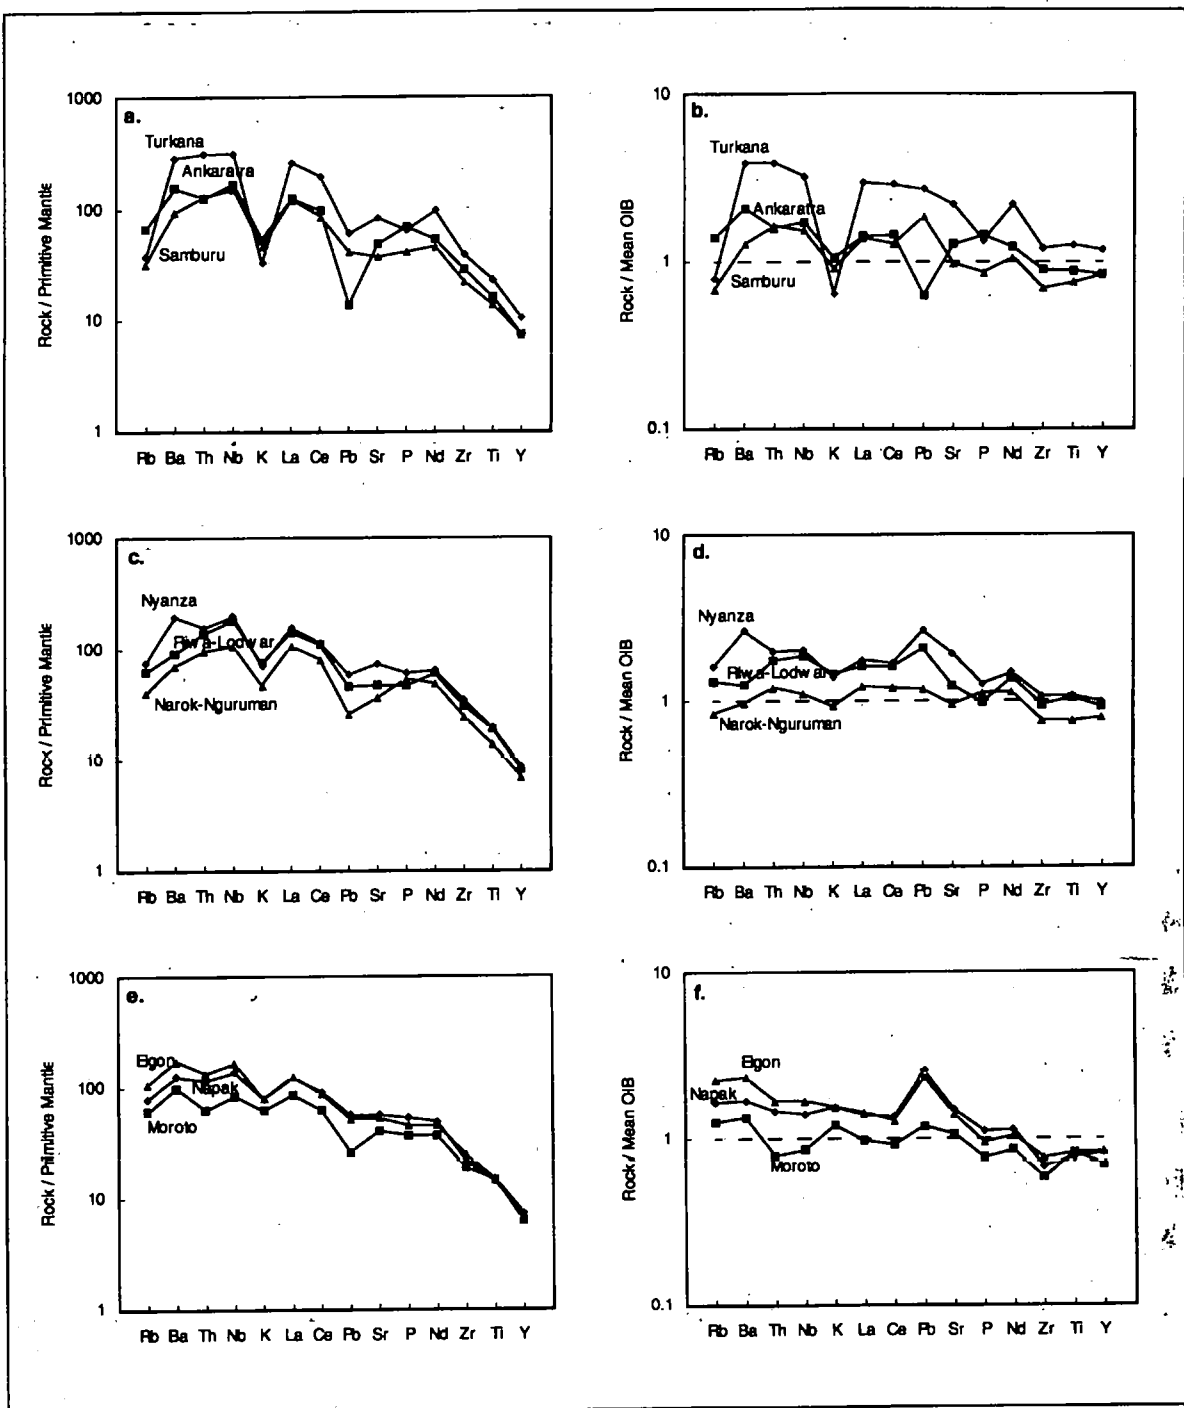 a.
Rock / Primitive Mantle
1000
100
10
1
Turkana
Ankaratra
Samburu
Rb Ba Th Nb K La Ce Pb Sr P Nd Zr Ti Y
b.
Rock / Mean OIB
10
1
0.1
Turkana
Ankaratra
Samburu
Rb Ba Th Nb K La Ce Pb Sr P Nd Zr Ti Y
c.
Rock / Primitive Mantle
1000
100
10
1
Nyanza
Riwa-Lodwar
Narok-Nguruman
Rb Ba Th Nb K La Ce Pb Sr P Nd Zr Ti Y
d.
Rock / Mean OIB
10
1
0.1
Nyanza
Riwa-Lodwar
Narok-Nguruman
Rb Ba Th Nb K La Ce Pb Sr P Nd Zr Ti Y
e.
Rock / Primitive Mantle
1000
100
10
1
Elgon
Napak
Moroto
Rb Ba Th Nb K La Ce Pb Sr P Nd Zr Ti Y
f.
Rock / Mean OIB
10
1
0.1
Elgon
Napak
Moroto
Rb Ba Th Nb K La Ce Pb Sr P Nd Zr Ti Y